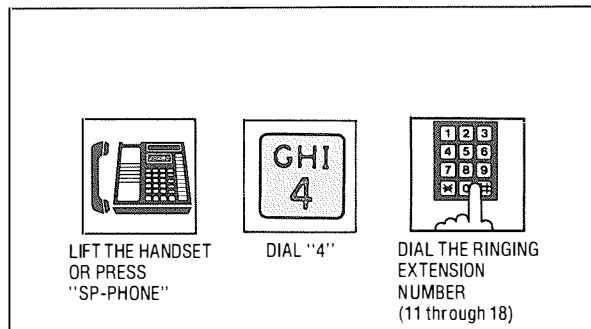 GHI
4
1 2 3
4 5 6
7 8 9
LIFT THE HANDSET
OR PRESS
"SP-PHONE"
DIAL "4"
DIAL THE RINGING
EXTENSION
NUMBER
(11 through 18)